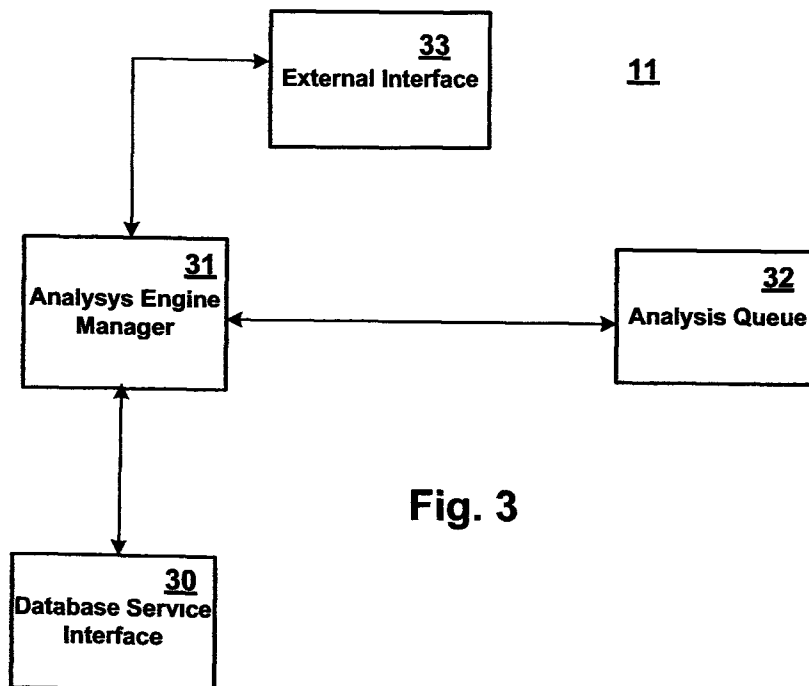 33
External Interface
11
31
Analysys Engine
Manager
32
Analysis Queue
Fig. 3
30
Database Service
Interface